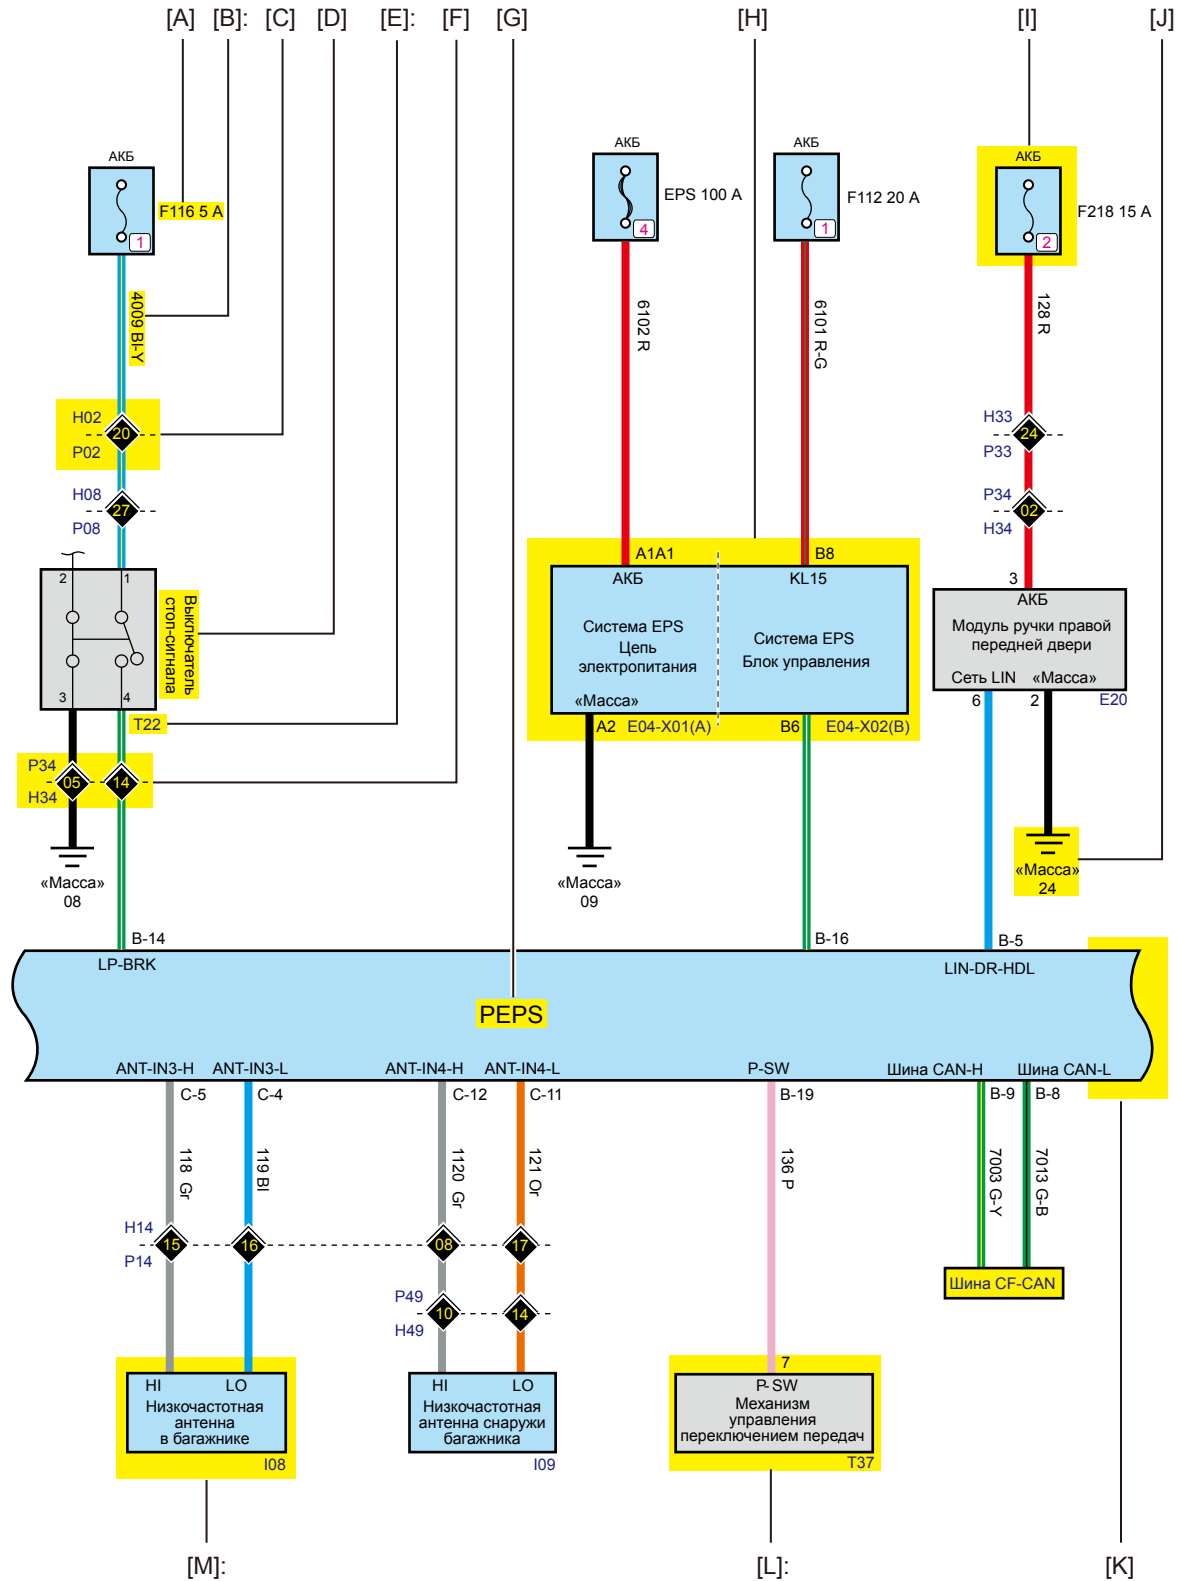 [A] [B]: [C] [D] [E]: [F] [G] [H] [I] [J]
АКБ АКБ АКБ АКБ
F116 5 A
1
EPS 100 A
4
F112 20 A
1
F218 15 A
2
4009 Bl-Y
6102 R
6101 R-G
128 R
H02
20
P02
H33
24
P33
H08
27
P08
P34
02
H34
2 1
Выключатель
стоп-сигнала
3 4
T22
P34
05 14
H34
«Масса»
08
A1A1
АКБ
B8
KL15
Система EPS
Цепь
электропитания
Система EPS
Блок управления
«Масса»
A2 E04-X01(A)
B6 E04-X02(B)
«Масса»
09
3
АКБ
Модуль ручки правой
передней двери
Сеть LIN «Масса»
6 2 E20
«Масса»
24
B-14 B-16 B-5
LP-BRK LIN-DR-HDL
PEPS
ANT-IN3-H ANT-IN3-L ANT-IN4-H ANT-IN4-L P-SW Шина CAN-H Шина CAN-L
C-5 C-4 C-12 C-11 B-19 B-9 B-8
118 Gr
119 Bl
1120 Gr
121 Or
136 P
7003 G-Y
7013 G-B
H14
15 16 08 17
P14
P49
10 14
H49
Шина CF-CAN
HI LO
Низкочастотная
антенна
в багажнике
I08
HI LO
Низкочастотная
антенна снаружи
багажника
I09
7
P-SW
Механизм
управления
переключением передач
T37
[M]: [L]: [K]